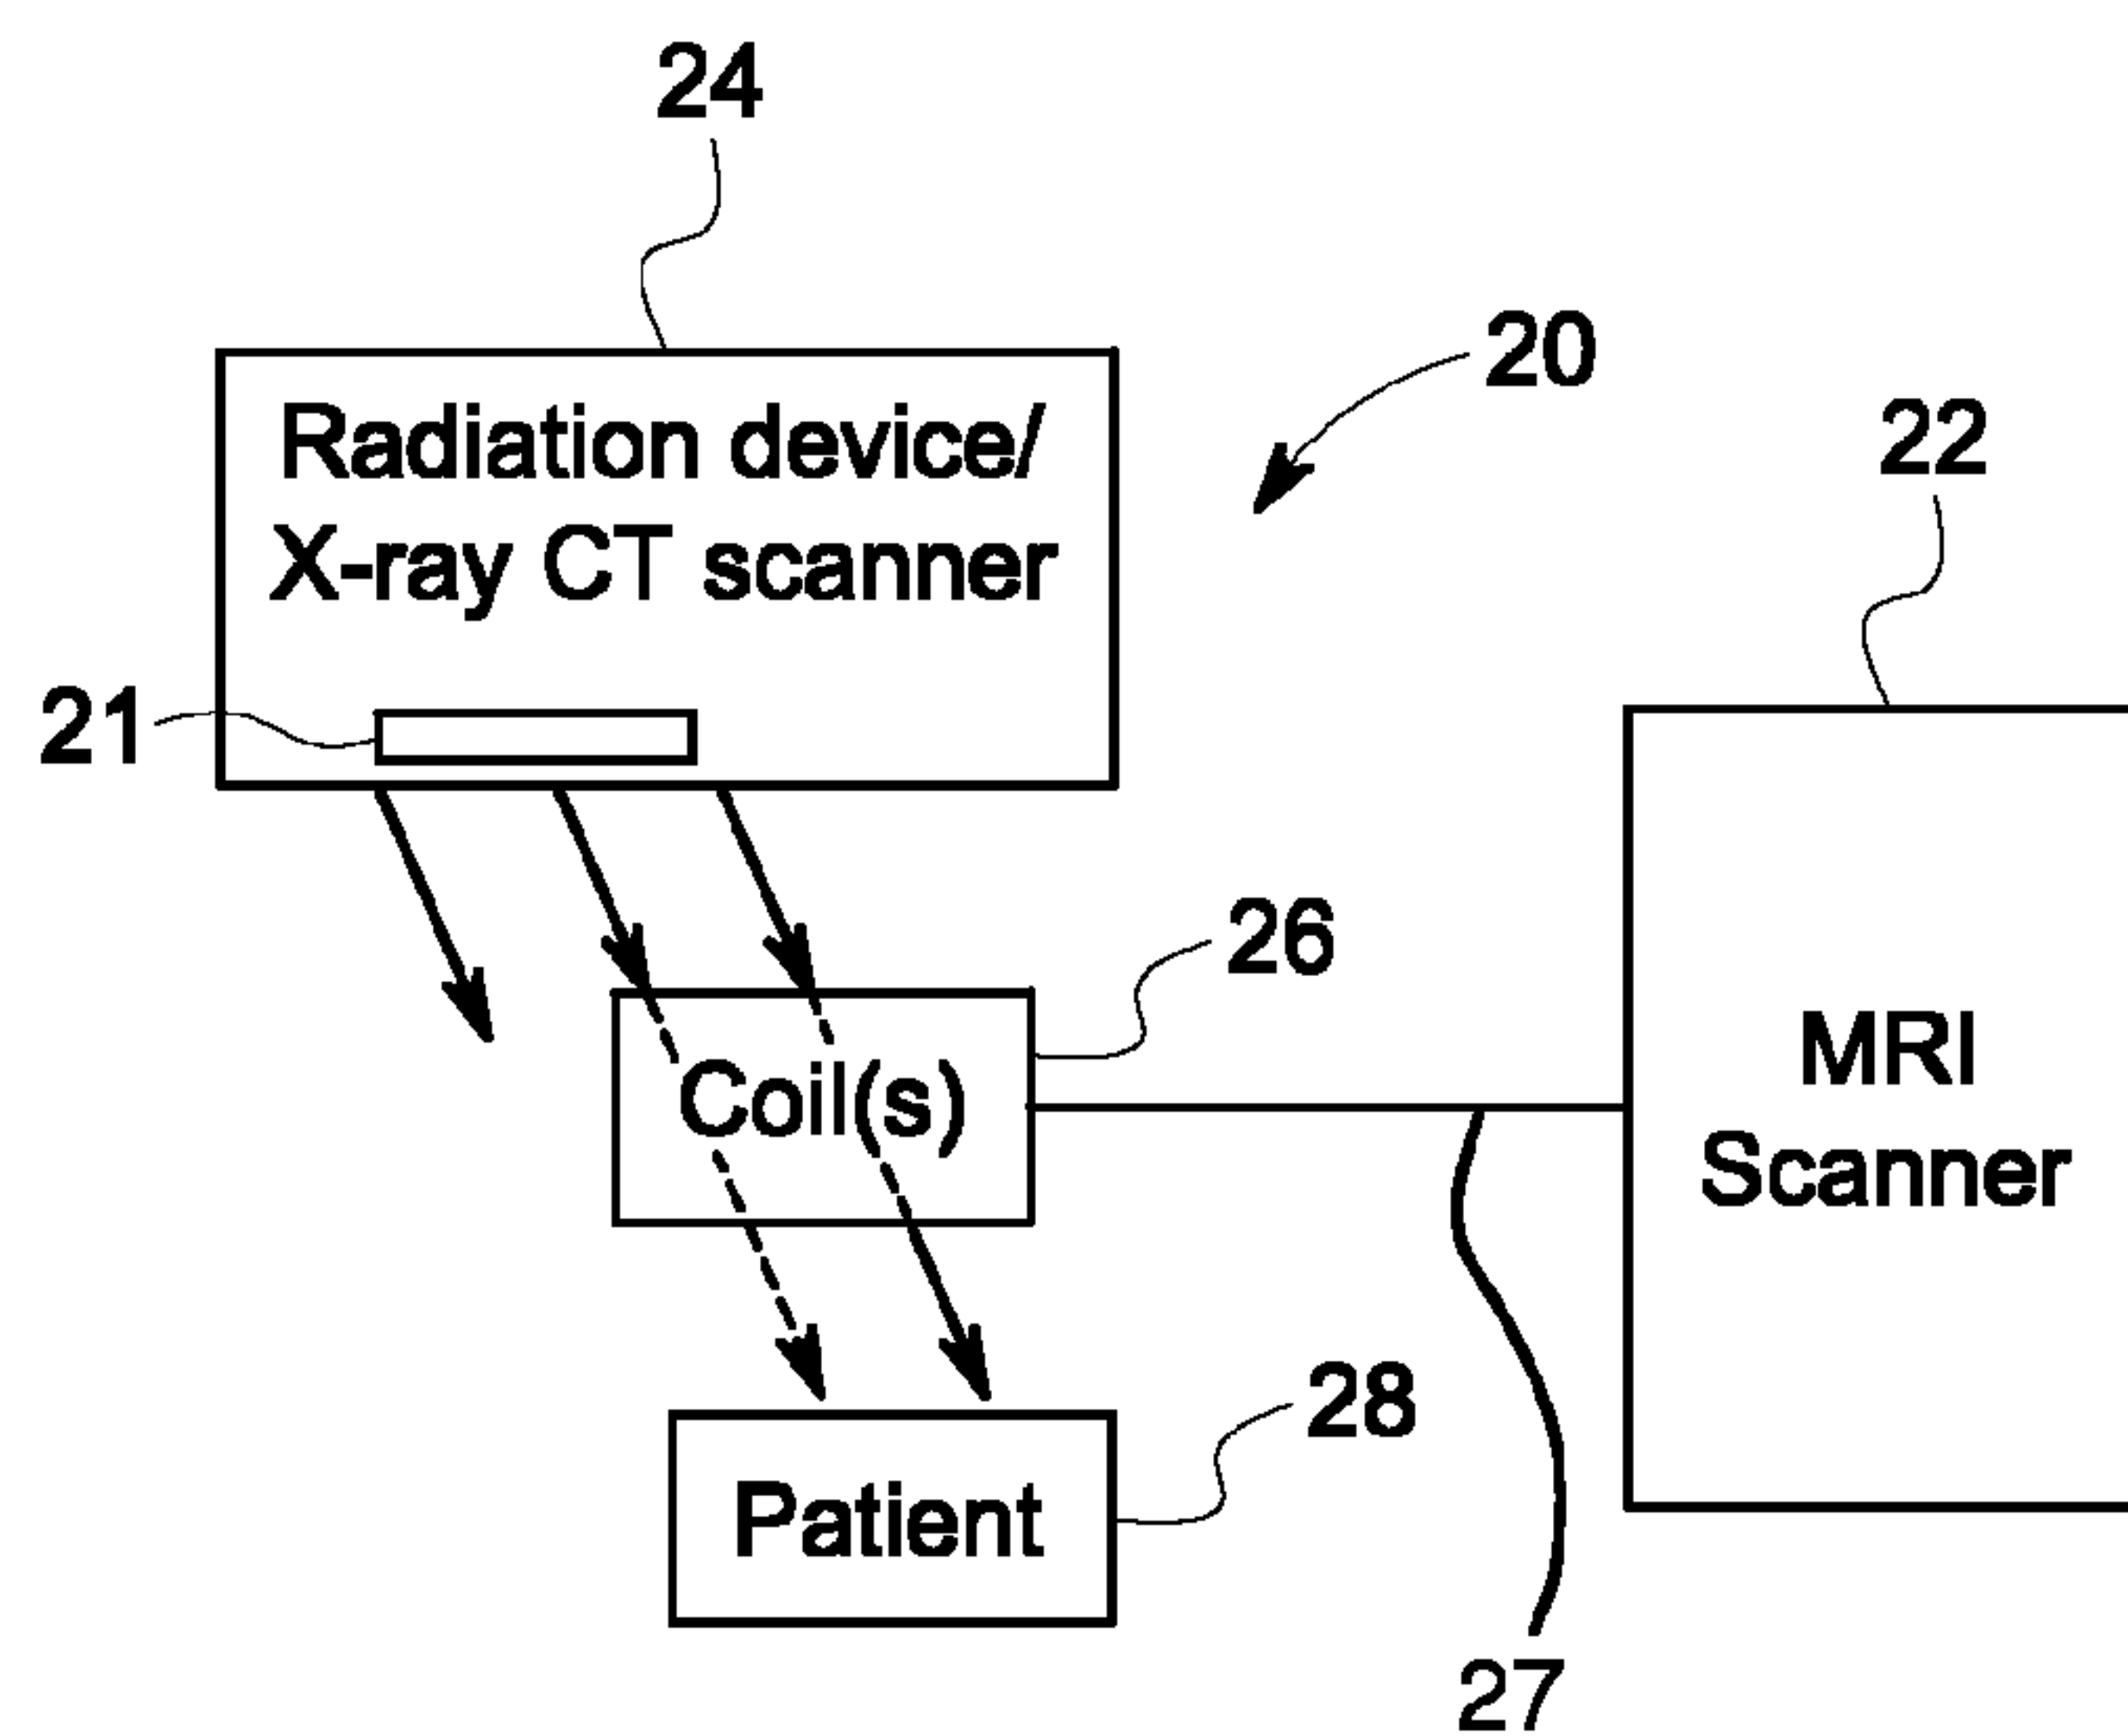 24
20
22
Radiation device/
X-ray CT scanner
21
26
Coil(s)
MRI
Scanner
28
Patient
27